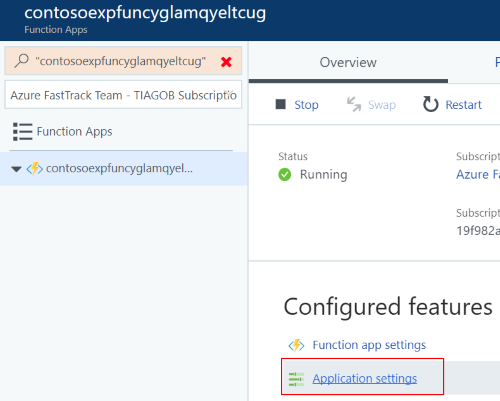 contosoexpfuncyglamqyeltcug
Function Apps
"contosoexpfuncyglamqyeltcug"
Azure FastTrack Team - TIAGOB Subscriptio
Function Apps
contosoexpfuncyglamqyel...
Overview
Stop
Swap
Restart
Status
Running
Subscript
Azure Fa
Subscript
19f982a
Configured features
Function app settings
Application settings